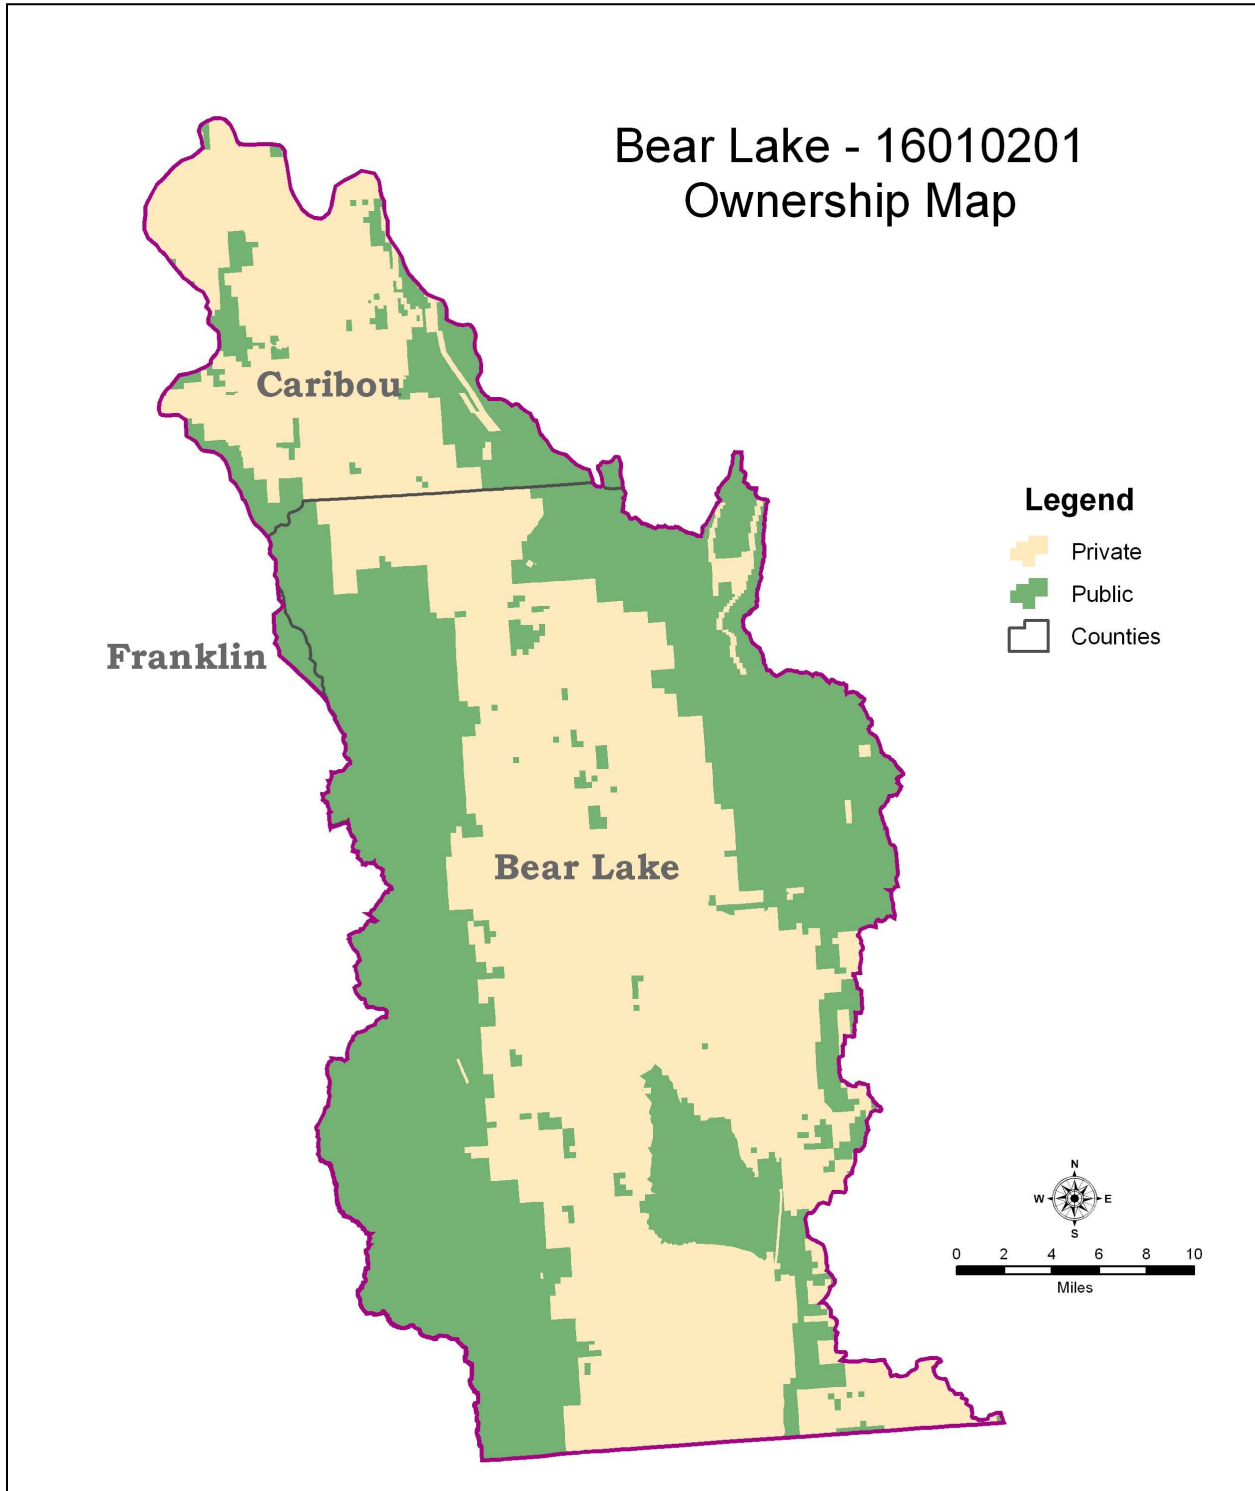 Bear Lake - 16010201
Ownership Map
Caribou
Legend
Private
Public
Counties
Franklin
Bear Lake
N
W E
S
0 2 4 6 8 10
Miles